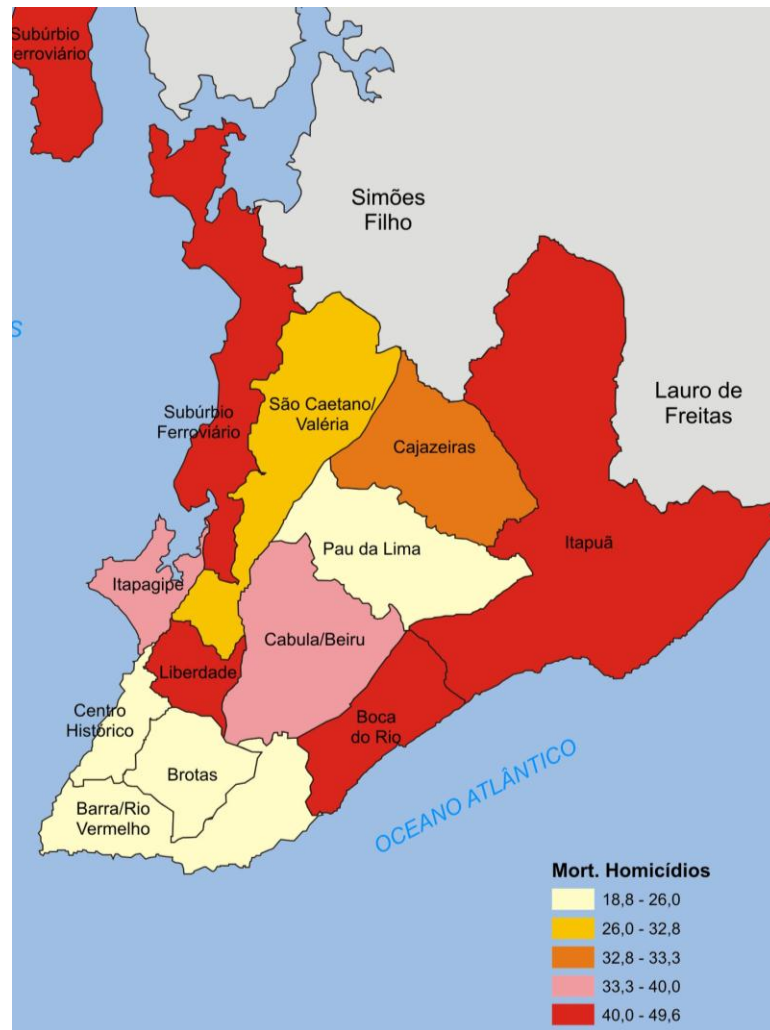 Subúrbio
Ferroviário
Simões
Filho
S
Lauro de
Freitas
São Caetano/
Valéria
Subúrbio
Ferroviário
Cajazeiras
Pau da Lima
Itapuã
Itapagipe
Cabula/Beiru
Liberdade
Centro
Histórico
Boca
do Rio
Brotas
Barra/Rio
Vermelho
OCEANO ATLÂNTICO
Mort. Homicídios
18,8 - 26,0
26,0 - 32,8
32,8 - 33,3
33,3 - 40,0
40,0 - 49,6